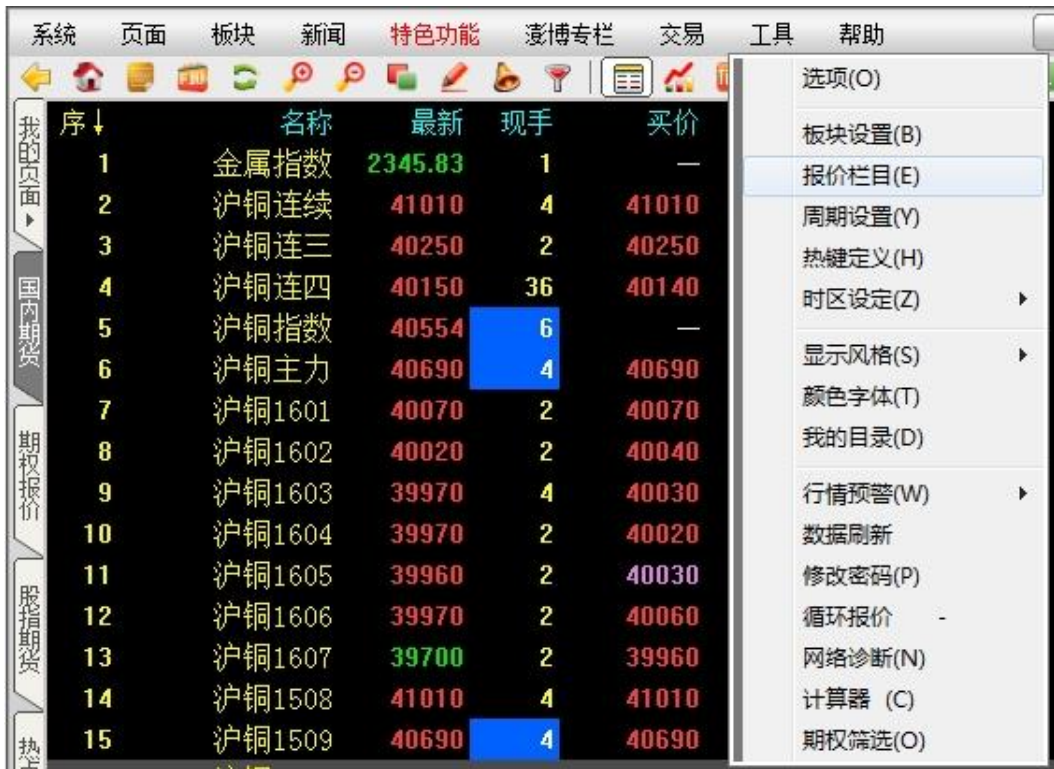 系统 页面 板块 新闻 特色功能 澎博专栏 交易 工具 帮助
我的页面
国内期货
期权报价
股指期货
序↓ 名称 最新 现手 买价
1 金属指数 2345.83 1 —
2 沪铜连续 41010 4 41010
3 沪铜连三 40250 2 40250
4 沪铜连四 40150 36 40140
5 沪铜指数 40554 6 —
6 沪铜主力 40690 4 40690
7 沪铜1601 40070 2 40070
8 沪铜1602 40020 2 40040
9 沪铜1603 39970 4 40030
10 沪铜1604 39970 2 40020
11 沪铜1605 39960 2 40030
12 沪铜1606 39970 2 40060
13 沪铜1607 39700 2 39960
14 沪铜1508 41010 4 41010
15 沪铜1509 40690 4 40690
选项(O)
板块设置(B)
报价栏目(E)
周期设置(Y)
热键定义(H)
时区设定(Z)
显示风格(S)
颜色字体(T)
我的目录(D)
行情预警(W)
数据刷新
修改密码(P)
循环报价 -
网络诊断(N)
计算器 (C)
期权筛选(O)